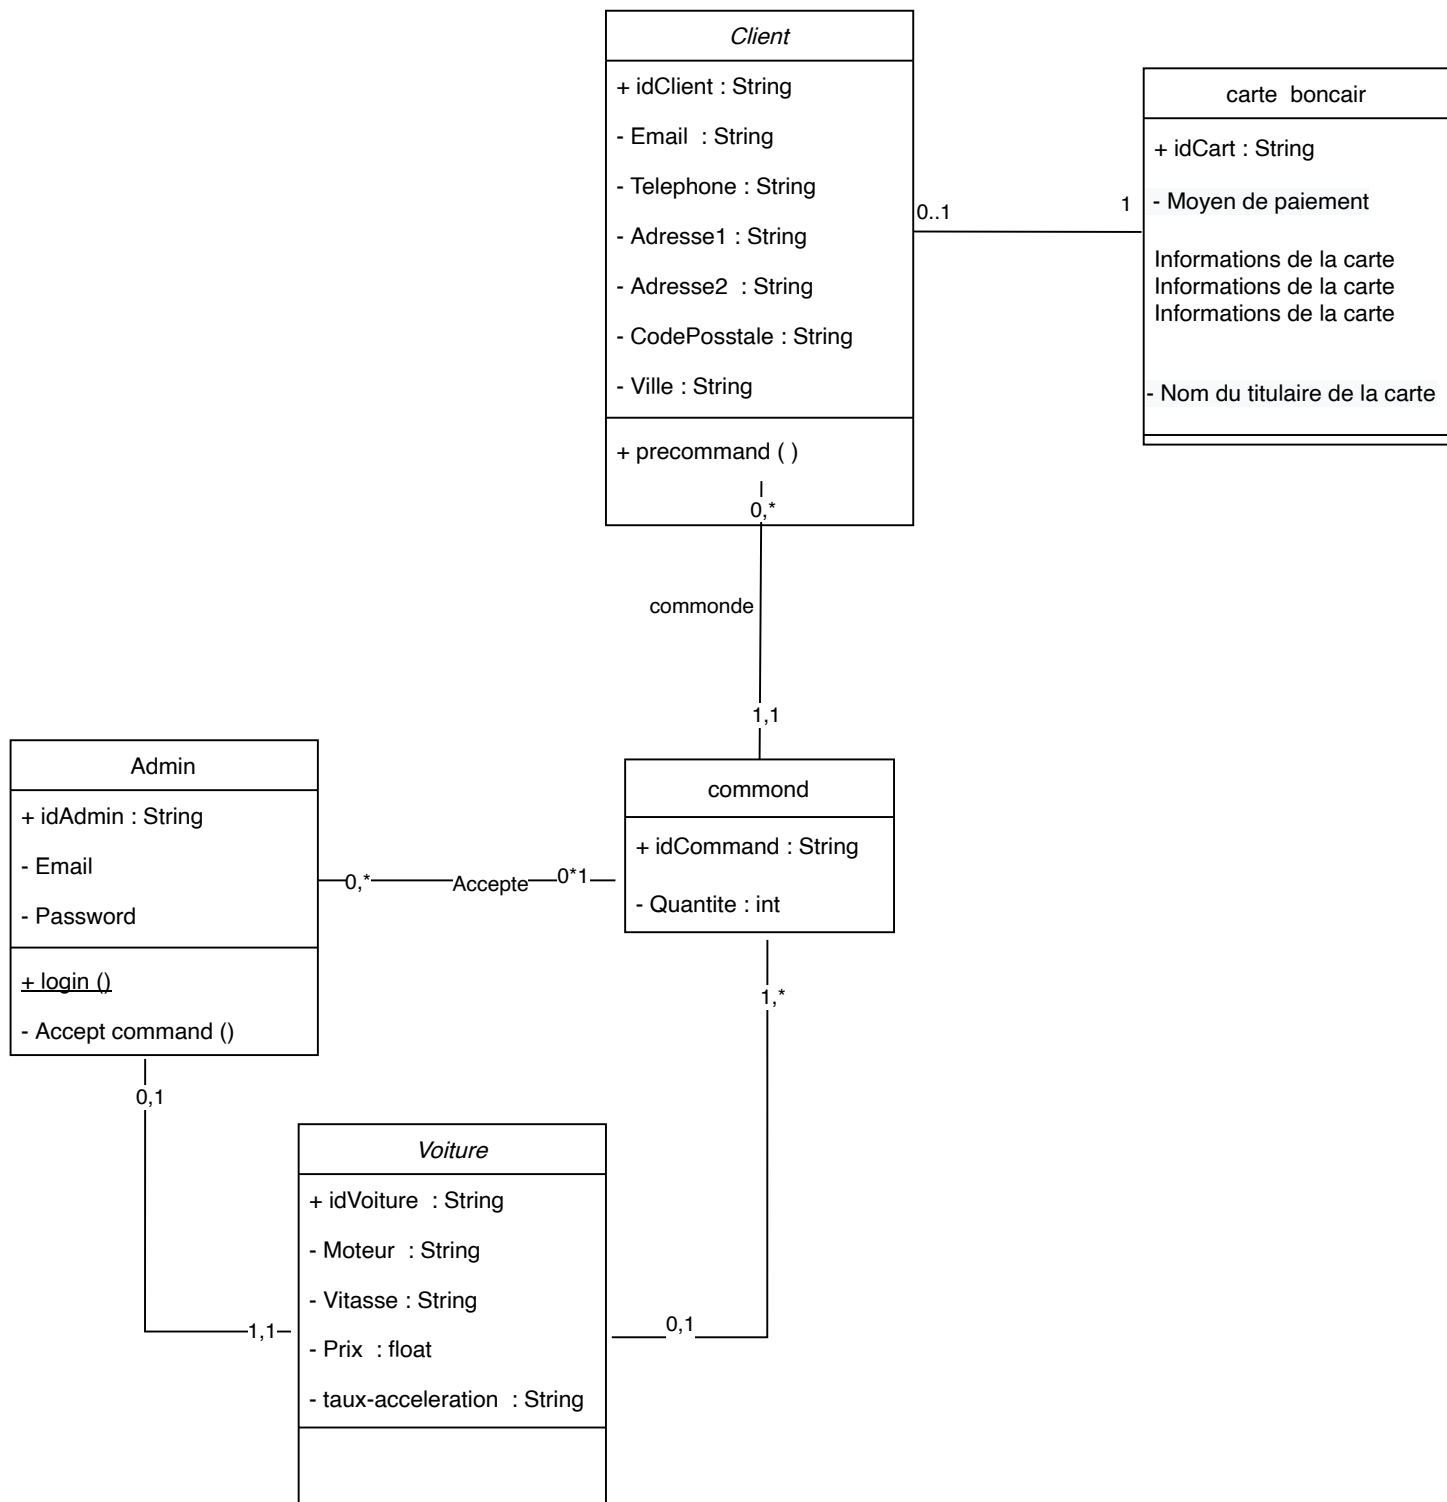 Client
+ idClient : String
- Email : String
- Telephone : String
- Adresse1 : String
- Adresse2 : String
- CodePosstale : String
- Ville : String
+ precommand ( )
carte boncair
+ idCart : String
- Moyen de paiement
Informations de la carte
Informations de la carte
Informations de la carte
- Nom du titulaire de la carte
0..1
1
0,*
commonde
1,1
Admin
+ idAdmin : String
- Email
- Password
+ login ()
- Accept command ()
0,*
Accepte
0*1
commond
+ idCommand : String
- Quantite : int
1,*
0,1
Voiture
+ idVoiture : String
- Moteur : String
- Vitasse : String
- Prix : float
- taux-acceleration : String
1,1
0,1